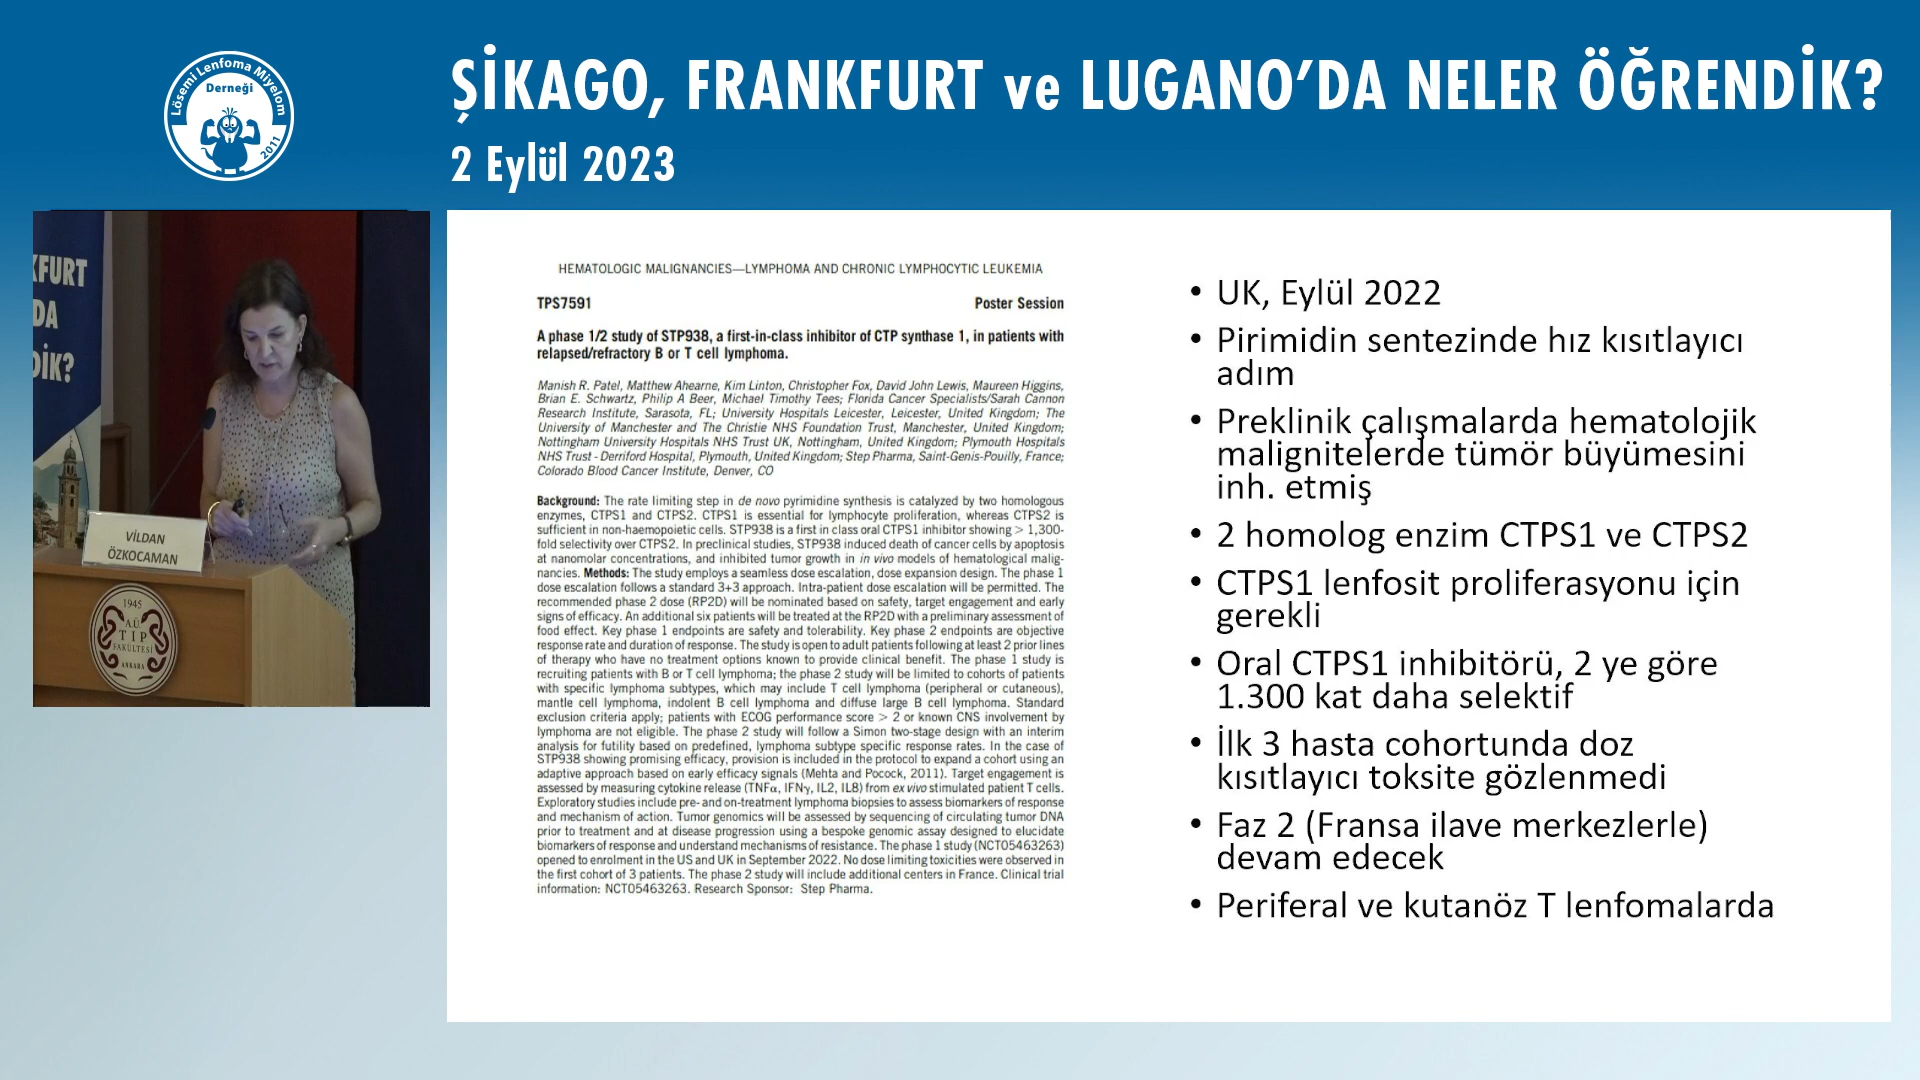 Lösemi Lenfoma Miyelom
Derneği
2011
ŞİKAGO, FRANKFURT ve LUGANO’DA NELER ÖĞRENDİK?
2 Eylül 2023
KFURT
DA
DİK?
VİLDAN
ÖZKOCAMAN
1945
A.Ü.
TIP
FAKÜLTESİ
ANKARA
HEMATOLOGIC MALIGNANCIES—LYMPHOMA AND CHRONIC LYMPHOCYTIC LEUKEMIA
TPS7591 Poster Session
A phase 1/2 study of STP938, a first-in-class inhibitor of CTP synthase 1, in patients with
relapsed/refractory B or T cell lymphoma.
Manish R. Patel, Matthew Ahearne, Kim Linton, Christopher Fox, David John Lewis, Maureen Higgins,
Brian E. Schwartz, Philip A Beer, Michael Timothy Tees; Florida Cancer Specialists/Sarah Cannon
Research Institute, Sarasota, FL; University Hospitals Leicester, Leicester, United Kingdom; The
University of Manchester and The Christie NHS Foundation Trust, Manchester, United Kingdom;
Nottingham University Hospitals NHS Trust UK, Nottingham, United Kingdom; Plymouth Hospitals
NHS Trust - Derriford Hospital, Plymouth, United Kingdom; Step Pharma, Saint-Genis-Pouilly, France;
Colorado Blood Cancer Institute, Denver, CO
Background: The rate limiting step in de novo pyrimidine synthesis is catalyzed by two homologous
enzymes, CTPS1 and CTPS2. CTPS1 is essential for lymphocyte proliferation, whereas CTPS2 is
sufficient in non-haemopoietic cells. STP938 is a first in class oral CTPS1 inhibitor showing > 1,300-
fold selectivity over CTPS2. In preclinical studies, STP938 induced death of cancer cells by apoptosis
at nanomolar concentrations, and inhibited tumor growth in in vivo models of hematological malig-
nancies. Methods: The study employs a seamless dose escalation, dose expansion design. The phase 1
dose escalation follows a standard 3+3 approach. Intra-patient dose escalation will be permitted. The
recommended phase 2 dose (RP2D) will be nominated based on safety, target engagement and early
signs of efficacy. An additional six patients will be treated at the RP2D with a preliminary assessment of
food effect. Key phase 1 endpoints are safety and tolerability. Key phase 2 endpoints are objective
response rate and duration of response. The study is open to adult patients following at least 2 prior lines
of therapy who have no treatment options known to provide clinical benefit. The phase 1 study is
recruiting patients with B or T cell lymphoma; the phase 2 study will be limited to cohorts of patients
with specific lymphoma subtypes, which may include T cell lymphoma (peripheral or cutaneous),
mantle cell lymphoma, indolent B cell lymphoma and diffuse large B cell lymphoma. Standard
exclusion criteria apply; patients with ECOG performance score > 2 or known CNS involvement by
lymphoma are not eligible. The phase 2 study will follow a Simon two-stage design with an interim
analysis for futility based on predefined, lymphoma subtype specific response rates. In the case of
STP938 showing promising efficacy, provision is included in the protocol to expand a cohort using an
adaptive approach based on early efficacy signals (Mehta and Pocock, 2011). Target engagement is
assessed by measuring cytokine release (TNFα, IFNγ, IL2, IL8) from ex vivo stimulated patient T cells.
Exploratory studies include pre- and on-treatment lymphoma biopsies to assess biomarkers of response
and mechanism of action. Tumor genomics will be assessed by sequencing of circulating tumor DNA
prior to treatment and at disease progression using a bespoke genomic assay designed to elucidate
biomarkers of response and understand mechanisms of resistance. The phase 1 study (NCT05463263)
opened to enrolment in the US and UK in September 2022. No dose limiting toxicities were observed in
the first cohort of 3 patients. The phase 2 study will include additional centers in France. Clinical trial
information: NCT05463263. Research Sponsor: Step Pharma.
• UK, Eylül 2022
• Pirimidin sentezinde hız kısıtlayıcı
adım
• Preklinik çalışmalarda hematolojik
malignitelerde tümör büyümesini
inh. etmiş
• 2 homolog enzim CTPS1 ve CTPS2
• CTPS1 lenfosit proliferasyonu için
gerekli
• Oral CTPS1 inhibitörü, 2 ye göre
1.300 kat daha selektif
• İlk 3 hasta cohortunda doz
kısıtlayıcı toksite gözlenmedi
• Faz 2 (Fransa ilave merkezlerle)
devam edecek
• Periferal ve kutanöz T lenfomalarda